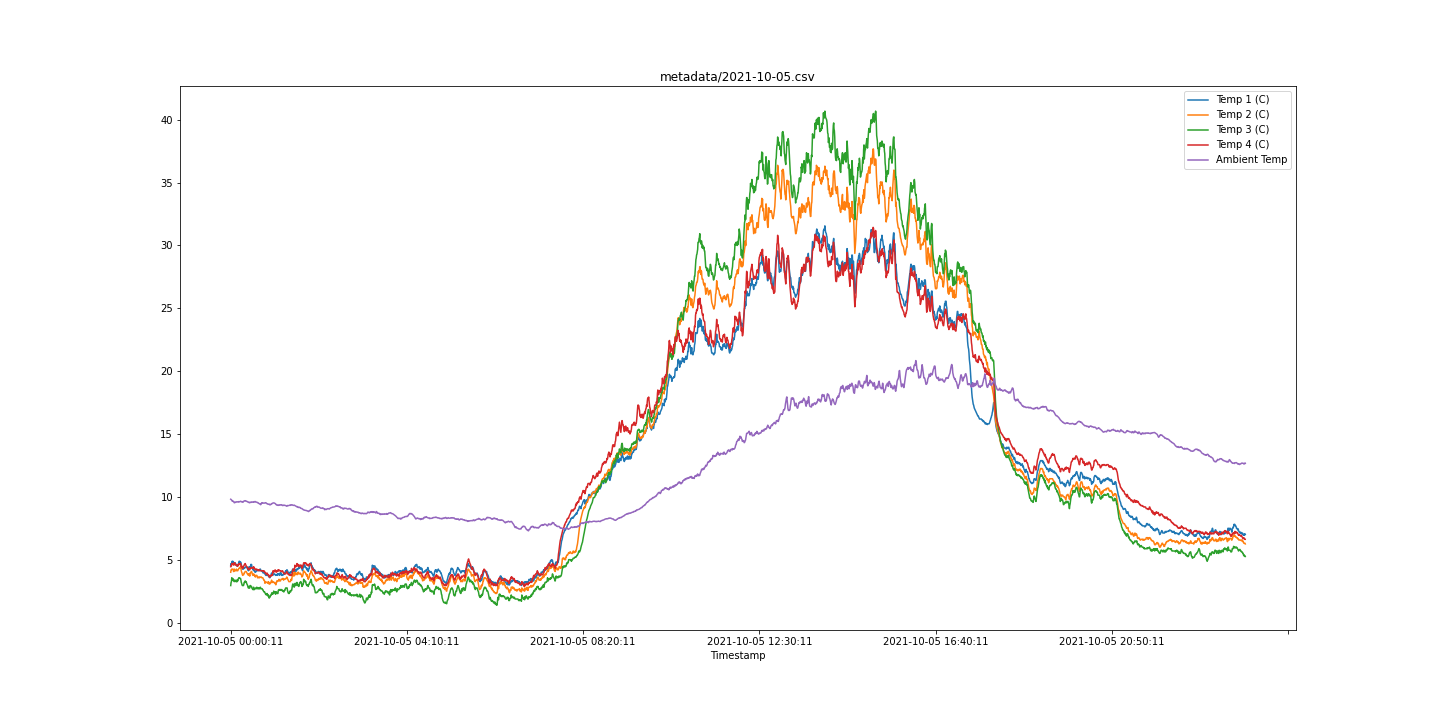 metadata/2021-10-05.csv
Temp 1 (C)
Temp 2 (C)
Temp 3 (C)
Temp 4 (C)
Ambient Temp
40
35
30
25
20
15
10
5
0
2021-10-05 00:00:11
2021-10-05 04:10:11
2021-10-05 08:20:11
2021-10-05 12:30:11
2021-10-05 16:40:11
2021-10-05 20:50:11
Timestamp